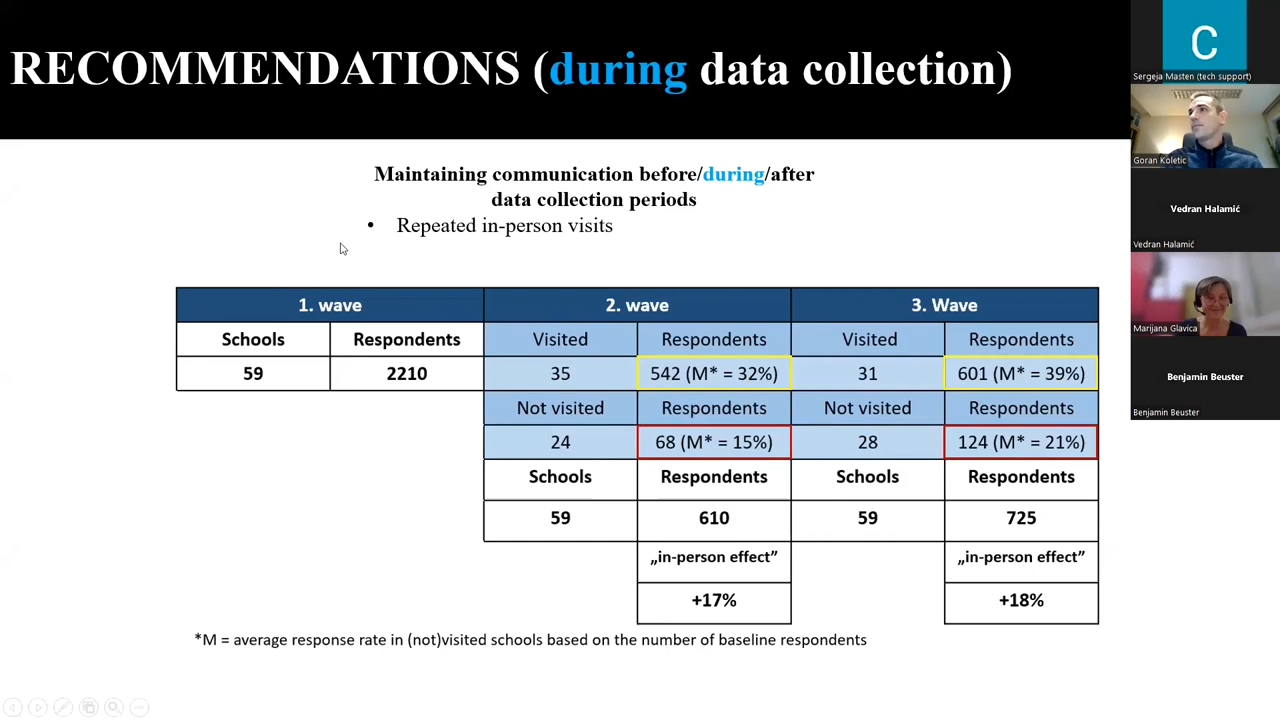 RECOMMENDATIONS (during data collection)
Maintaining communication before/during/after
data collection periods
• Repeated in-person visits
1. wave 2. wave 3. Wave
Schools Respondents Visited Respondents Visited Respondents
59 2210 35 542 (M* = 32%) 31 601 (M* = 39%)
Not visited Respondents Not visited Respondents
24 68 (M* = 15%) 28 124 (M* = 21%)
Schools Respondents Schools Respondents
59 610 59 725
„in-person effect” „in-person effect”
+17% +18%
*M = average response rate in (not)visited schools based on the number of baseline respondents
C
Sergeja Masten (tech support)
Goran Koletic
Vedran Halamić
Vedran Halamić
Marijana Glavica
Benjamin Beuster
Benjamin Beuster